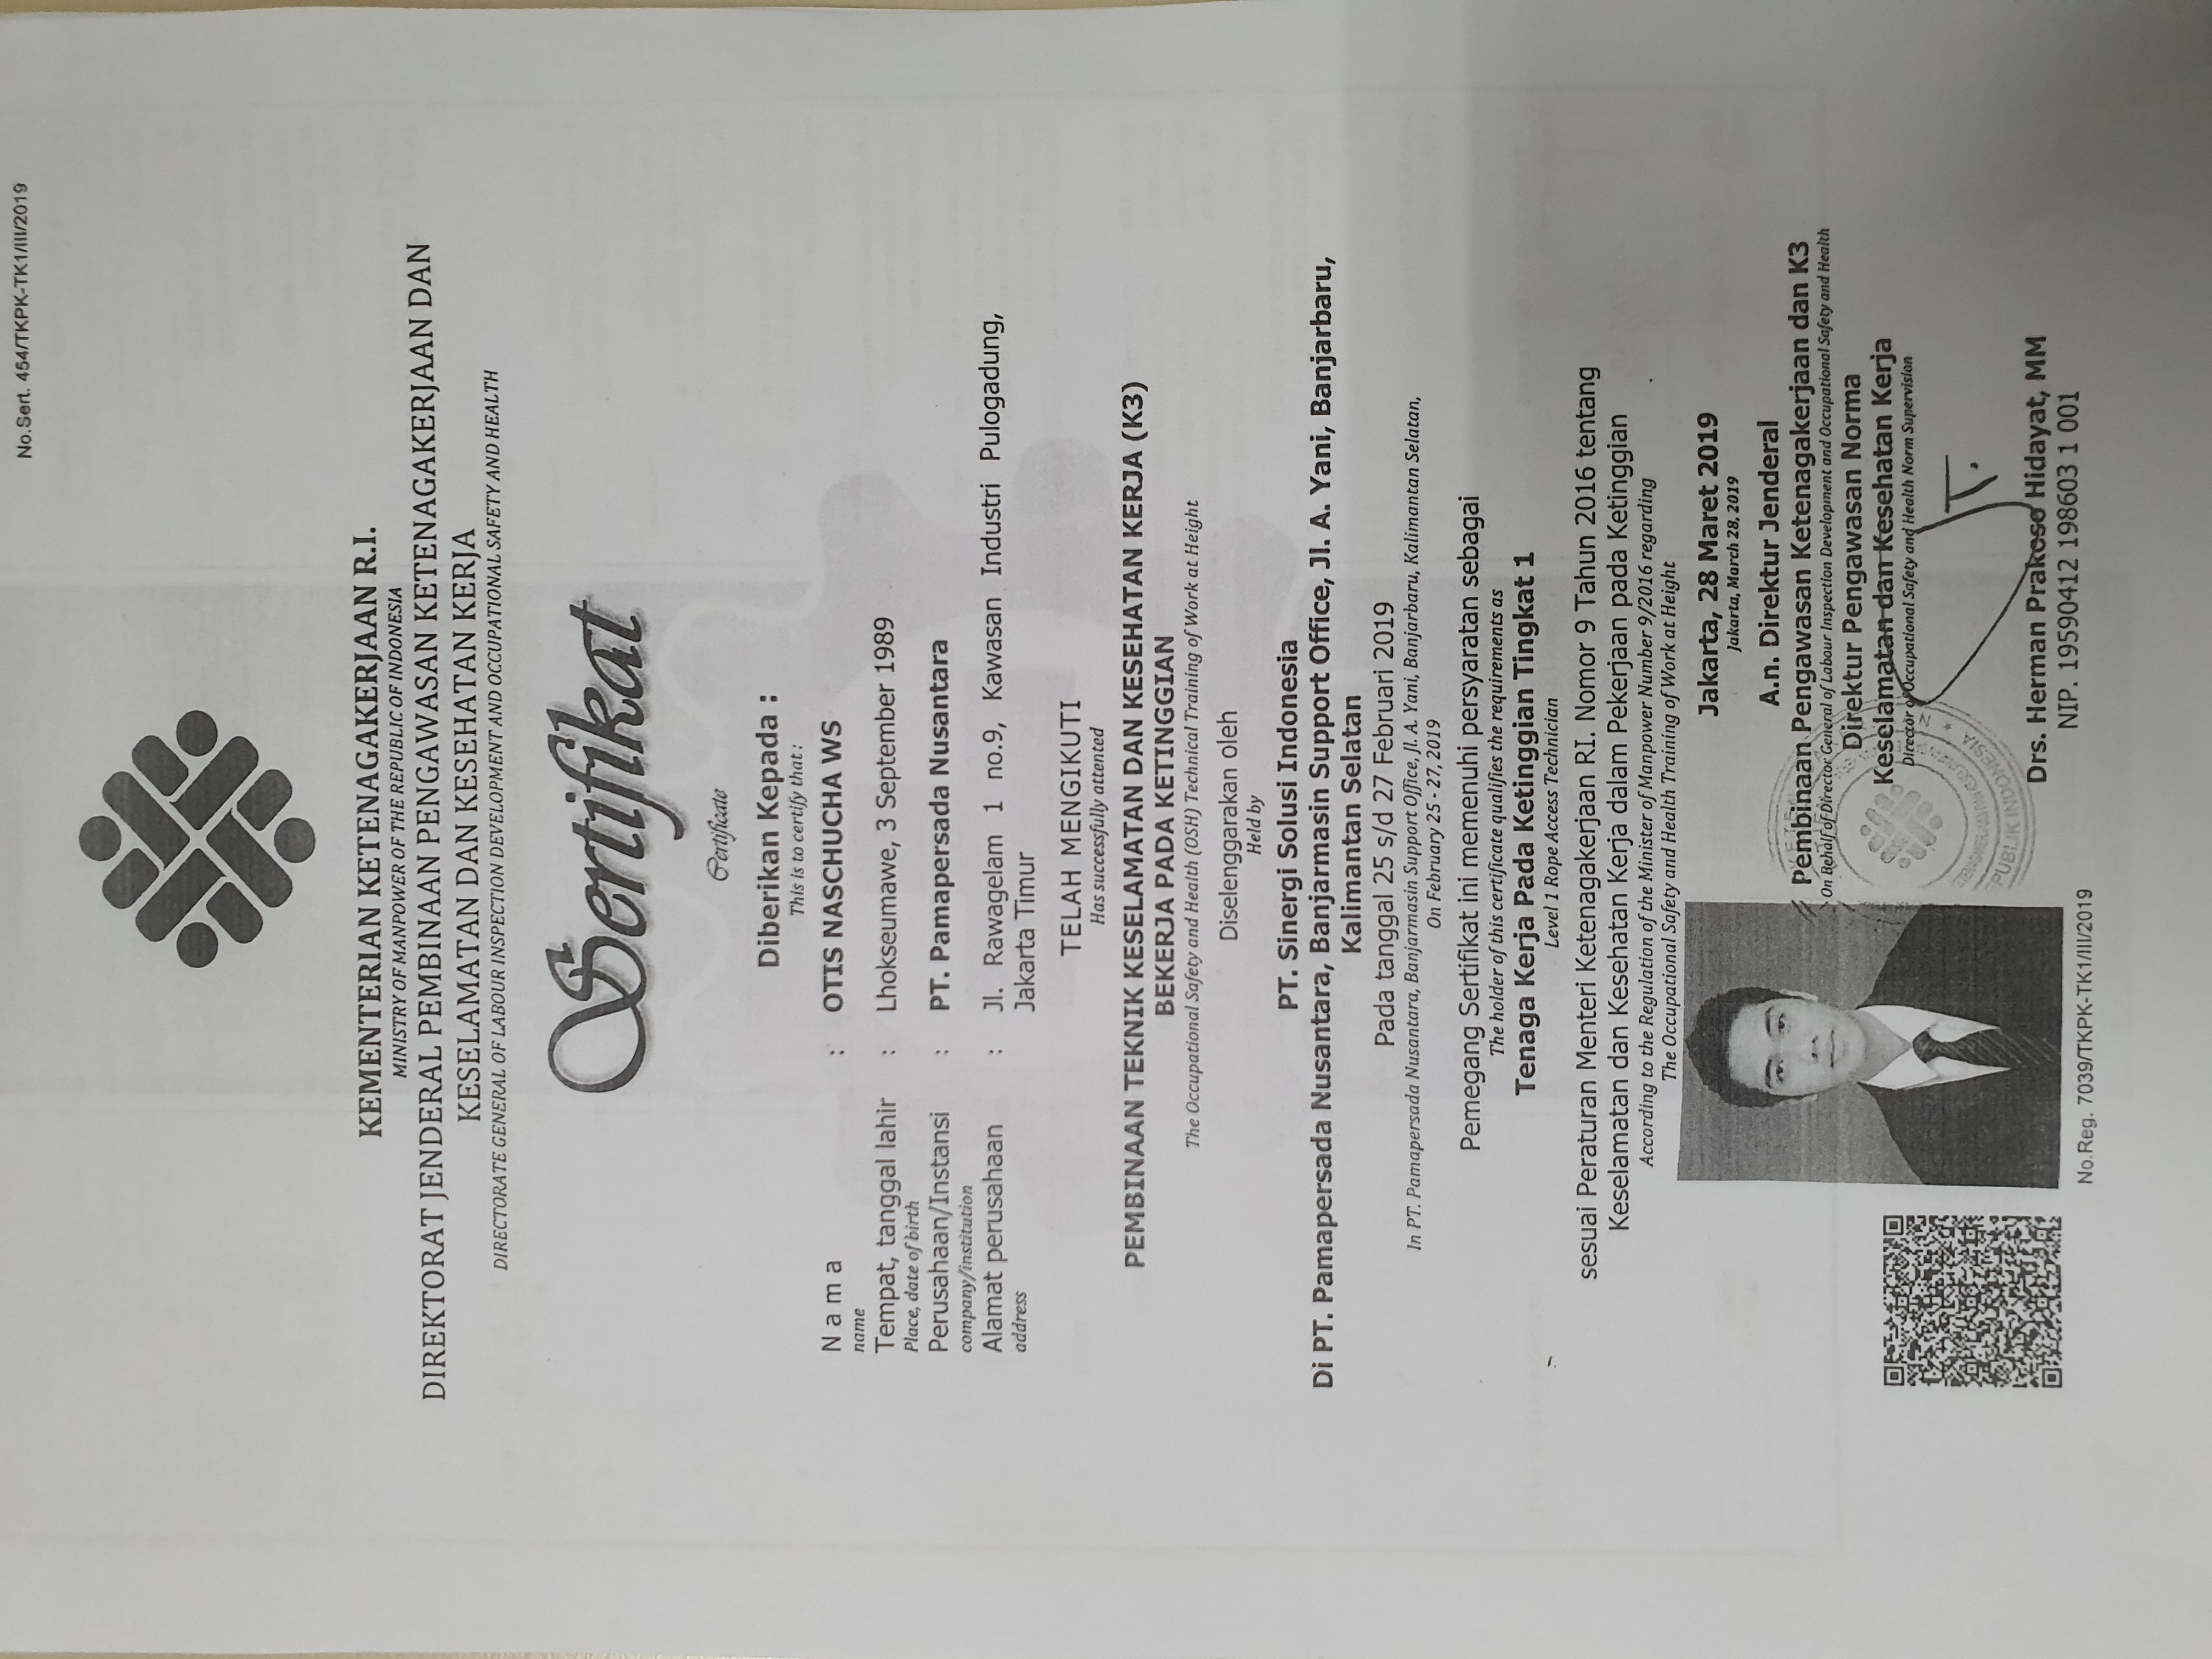 No.Sert. 454/TKPK-TK1/III/2019
KEMENTERIAN KETENAGAKERJAAN R.I.
MINISTRY OF MANPOWER OF THE REPUBLIC OF INDONESIA
DIREKTORAT JENDERAL PEMBINAAN PENGAWASAN KETENAGAKERJAAN DAN
KESELAMATAN DAN KESEHATAN KERJA
DIRECTORATE GENERAL OF LABOUR INSPECTION DEVELOPMENT AND OCCUPATIONAL SAFETY AND HEALTH
Sertifikat
Certificate
Diberikan Kepada :
This is to certify that :
N a m a : OTIS NASCHUCHA WS
name
Tempat, tanggal lahir : Lhokseumawe, 3 September 1989
Place, date of birth
Perusahaan/Instansi : PT. Pamapersada Nusantara
company/institution
Alamat perusahaan : Jl. Rawagelam 1 no.9, Kawasan Industri Pulogadung,
address
Jakarta Timur
TELAH MENGIKUTI
Has successfully attented
PEMBINAAN TEKNIK KESELAMATAN DAN KESEHATAN KERJA (K3)
BEKERJA PADA KETINGGIAN
The Occupational Safety and Health (OSH) Technical Training of Work at Height
Diselenggarakan oleh
Held by
PT. Sinergi Solusi Indonesia
Di PT. Pamapersada Nusantara, Banjarmasin Support Office, Jl. A. Yani, Banjarbaru,
Kalimantan Selatan
Pada tanggal 25 s/d 27 Februari 2019
In PT. Pamapersada Nusantara, Banjarmasin Support Office, Jl. A. Yani, Banjarbaru, Kalimantan Selatan,
On February 25 - 27, 2019
Pemegang Sertifikat ini memenuhi persyaratan sebagai
The holder of this certificate qualifies the requirements as
Tenaga Kerja Pada Ketinggian Tingkat 1
Level 1 Rope Access Technician
sesuai Peraturan Menteri Ketenagakerjaan RI. Nomor 9 Tahun 2016 tentang
Keselamatan dan Kesehatan Kerja dalam Pekerjaan pada Ketinggian
According to the Regulation of the Minister of Manpower Number 9/2016 regarding
The Occupational Safety and Health Training of Work at Height
Jakarta, 28 Maret 2019
Jakarta, March 28, 2019
A.n. Direktur Jenderal
Pembinaan Pengawasan Ketenagakerjaan dan K3
On Behalf of Director General of Labour Inspection Development and Occupational Safety and Health
Direktur Pengawasan Norma
Keselamatan dan Kesehatan Kerja
Director of Occupational Safety and Health Norm Supervision
PUBLIK INDONESIA
Drs. Herman Prakoso Hidayat, MM
NIP. 19590412 198603 1 001
No.Reg. 7039/TKPK-TK1/III/2019